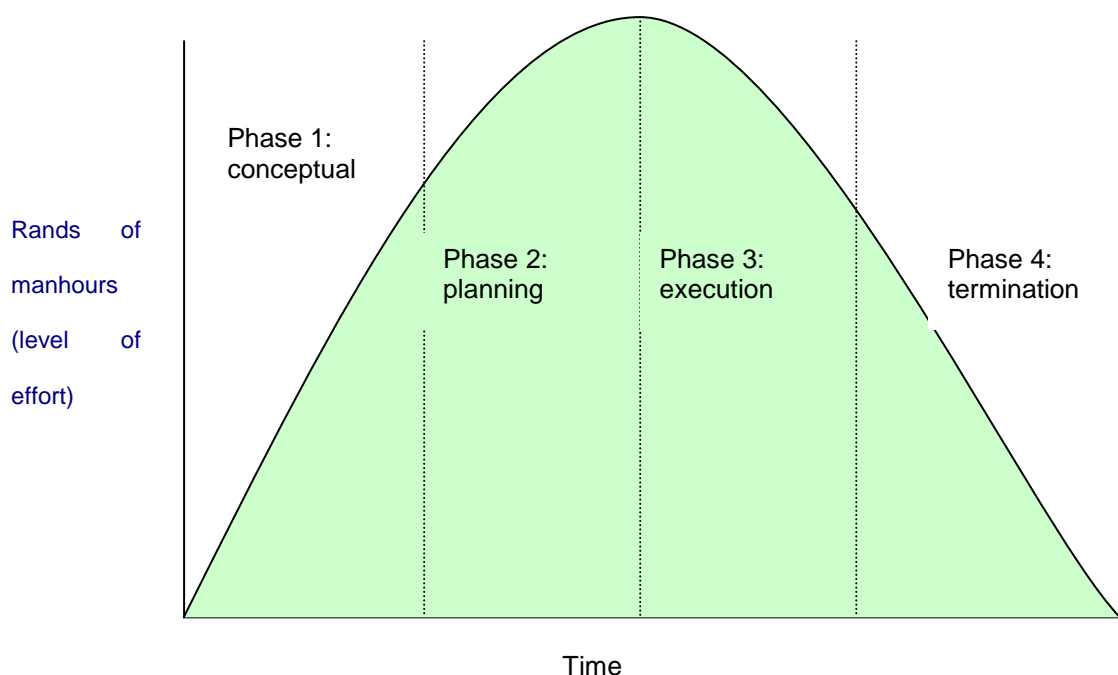 Phase 1:
conceptual
Rands of
manhours
(level of
effort)
Phase 2:
planning
Phase 3:
execution
Phase 4:
termination
Time